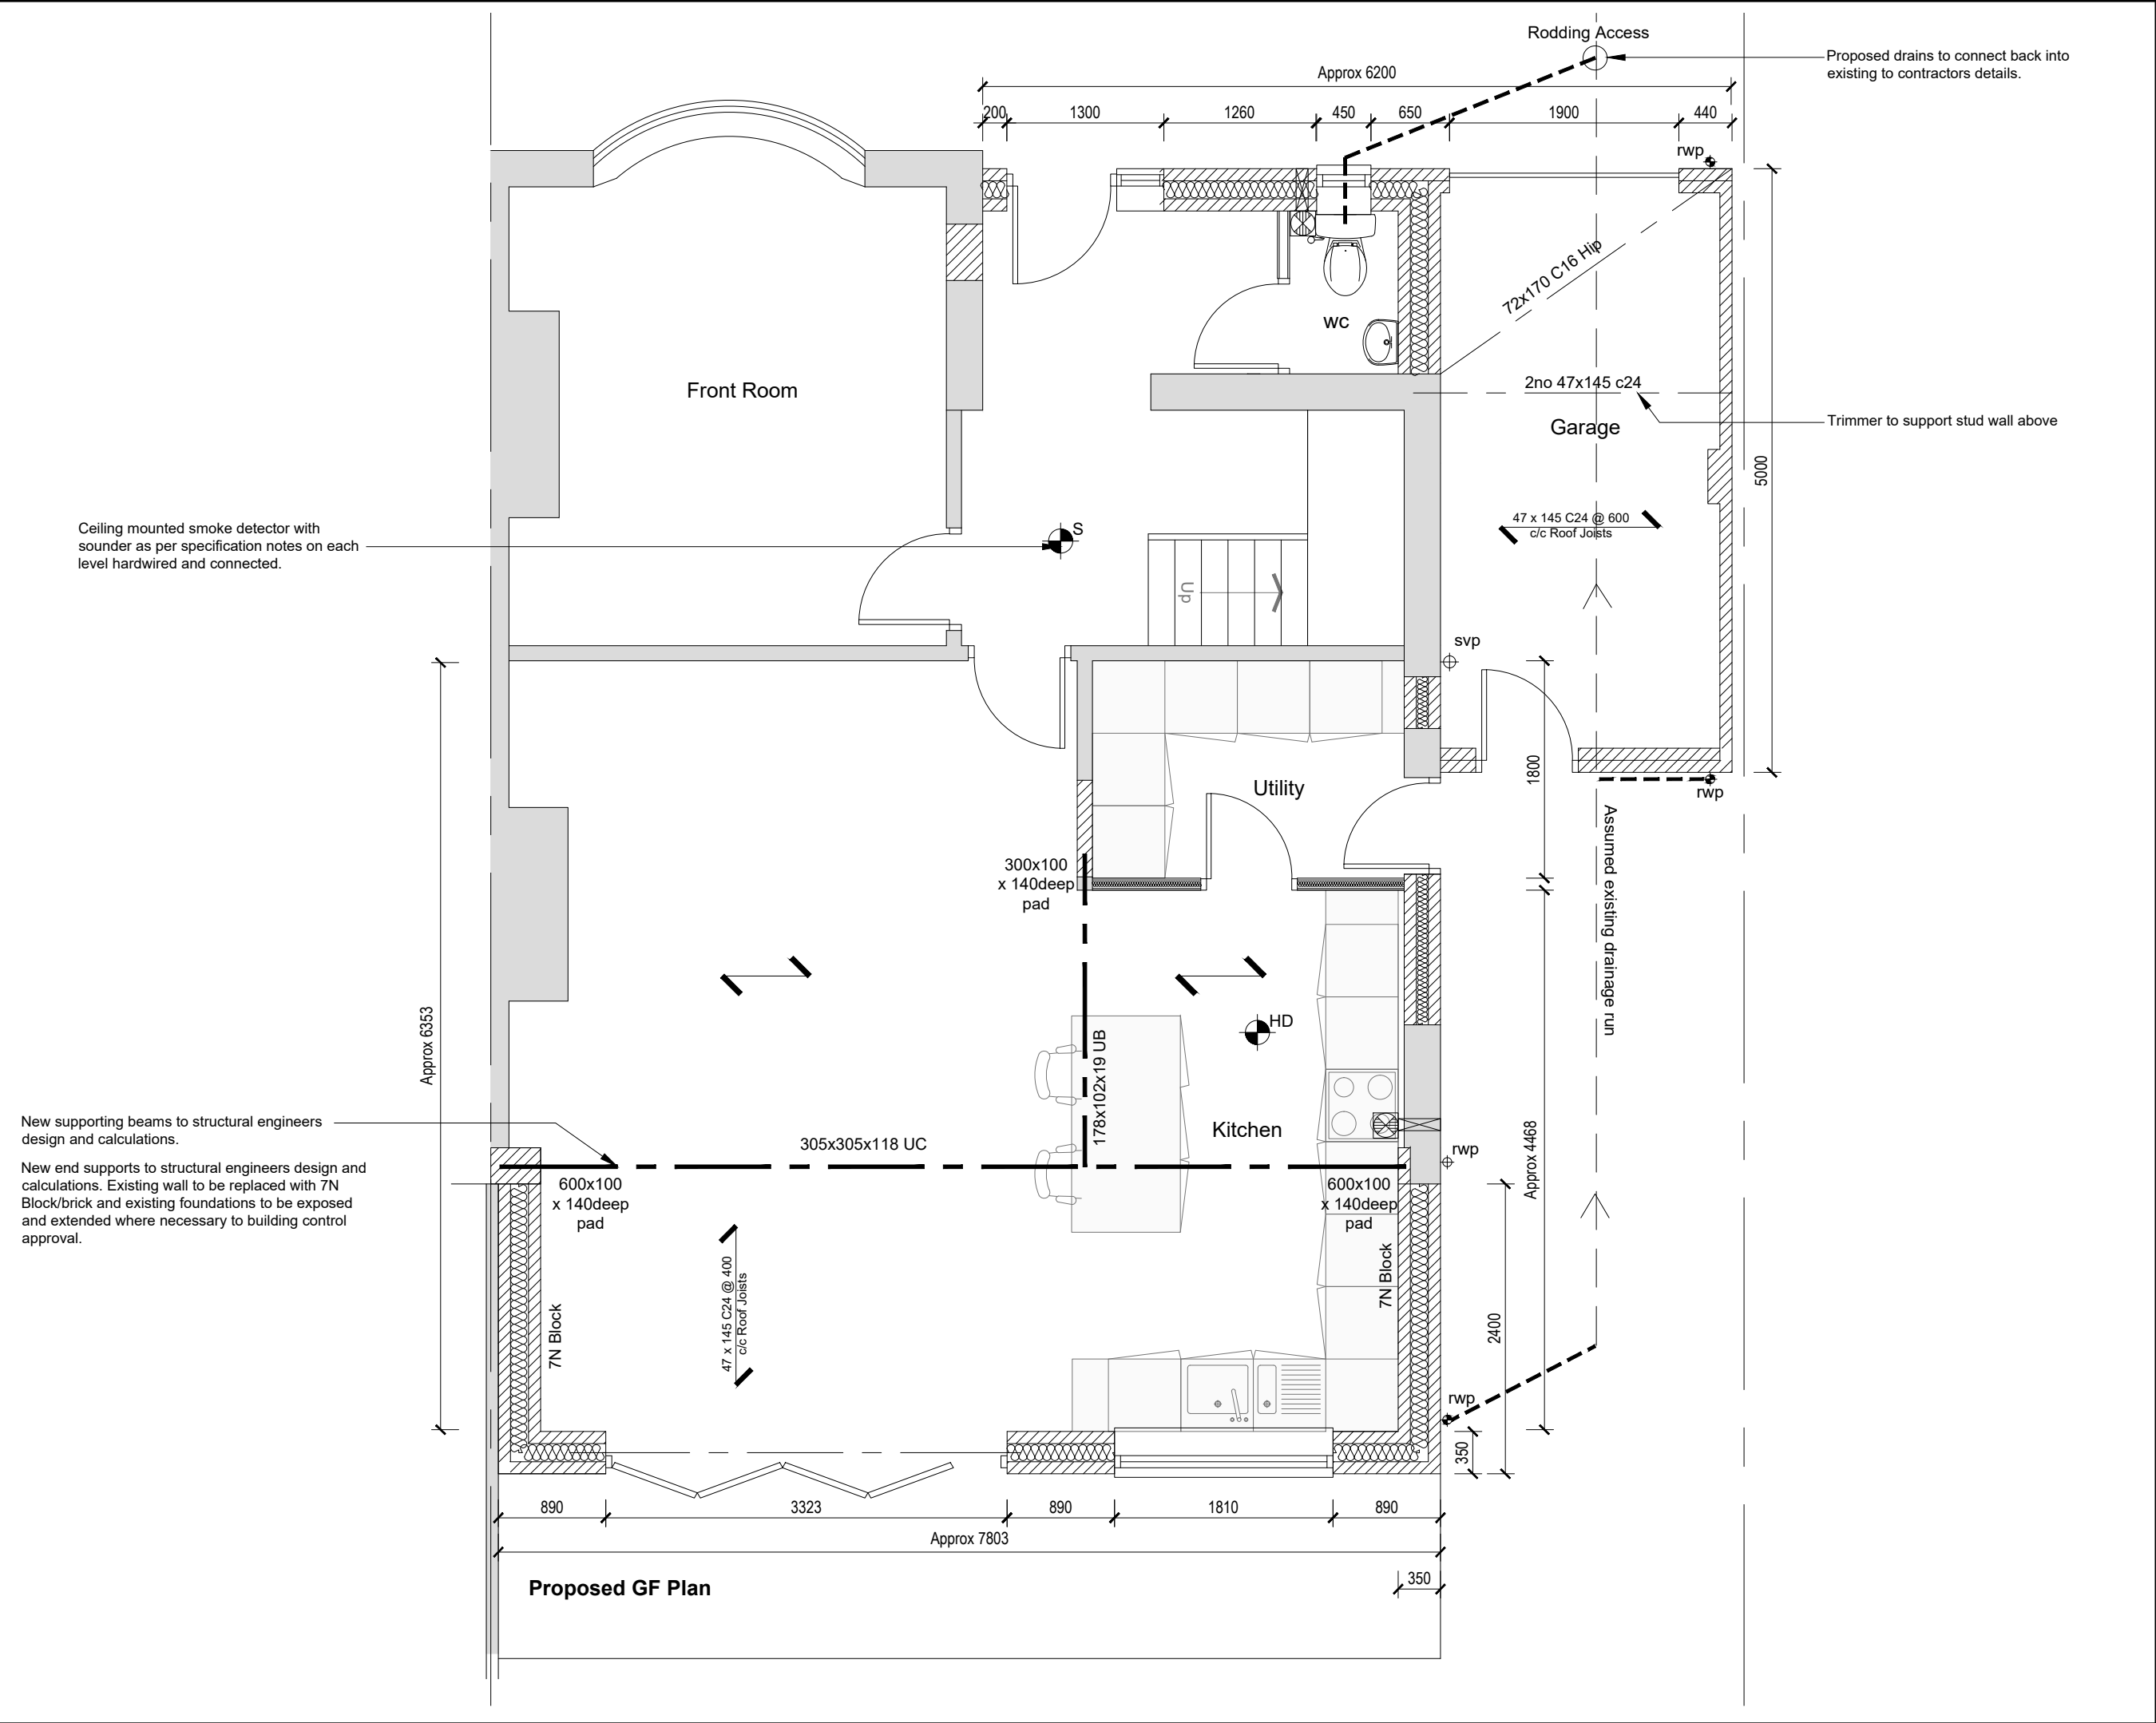 Rodding Access
Proposed drains to connect back into
existing to contractors details.
Approx 6200
200
1300
1260
450
650
1900
440
rwp
72x170 C16 Hip
wc
Front Room
2no 47x145 c24
Garage
Trimmer to support stud wall above
5000
47 x 145 C24 @ 600
c/c Roof Joists
Ceiling mounted smoke detector with
sounder as per specification notes on each
level hardwired and connected.
S
Up
svp
1800
Utility
rwp
Assumed existing drainage run
300x100
x 140deep
pad
Approx 6353
HD
178x102x19 UB
Kitchen
New supporting beams to structural engineers
design and calculations.
New end supports to structural engineers design and
calculations. Existing wall to be replaced with 7N
Block/brick and existing foundations to be exposed
and extended where necessary to building control
approval.
305x305x118 UC
rwp
Approx 4468
600x100
x 140deep
pad
600x100
x 140deep
pad
7N Block
47 x 145 C24 @ 400
c/c Roof Joists
7N Block
2400
rwp
350
890
3323
890
1810
890
Approx 7803
350
Proposed GF Plan